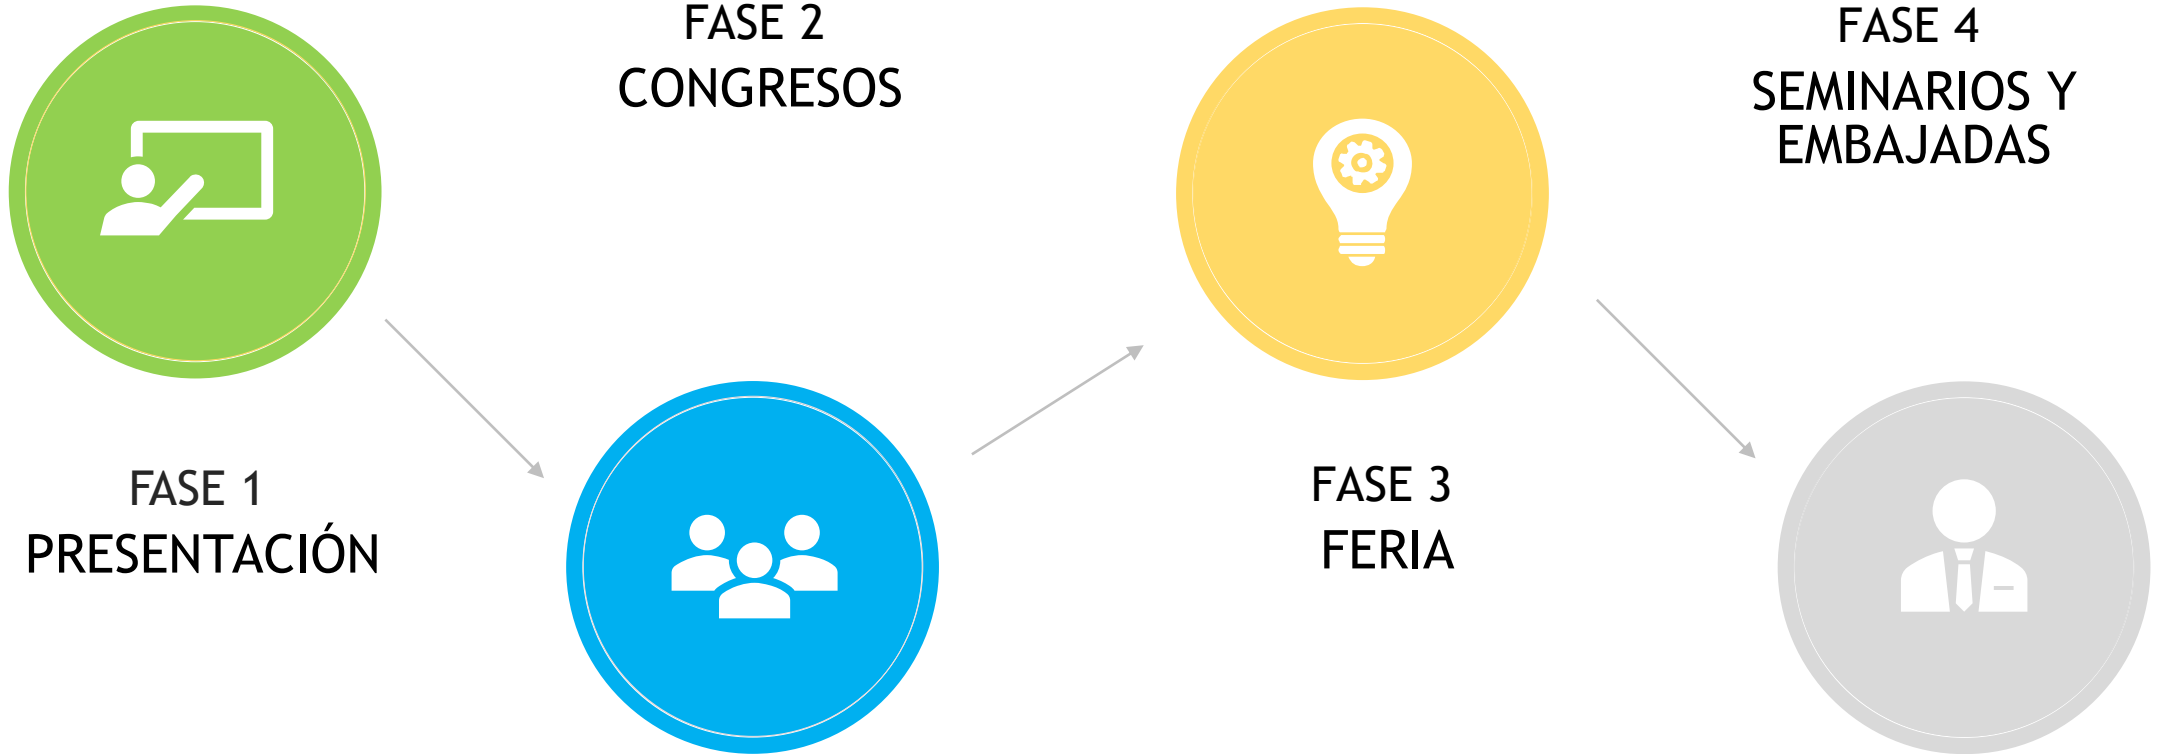 FASE 1
PRESENTACIÓN
FASE 2
CONGRESOS
FASE 3
FERIA
FASE 4
SEMINARIOS Y
EMBAJADAS